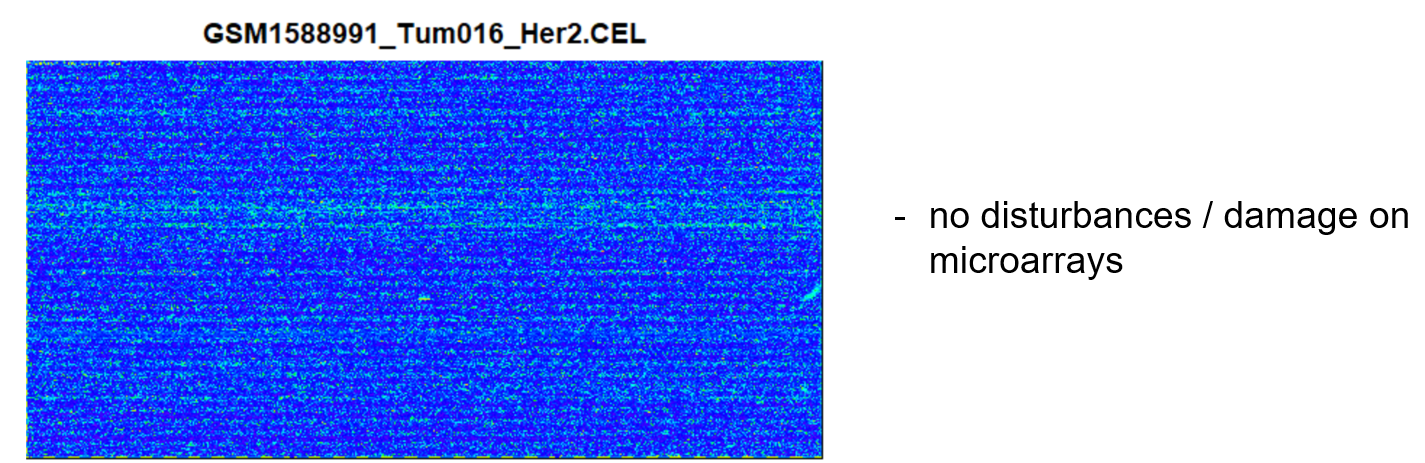 GSM1588991_Tum016_Her2.CEL
- no disturbances / damage on
microarrays